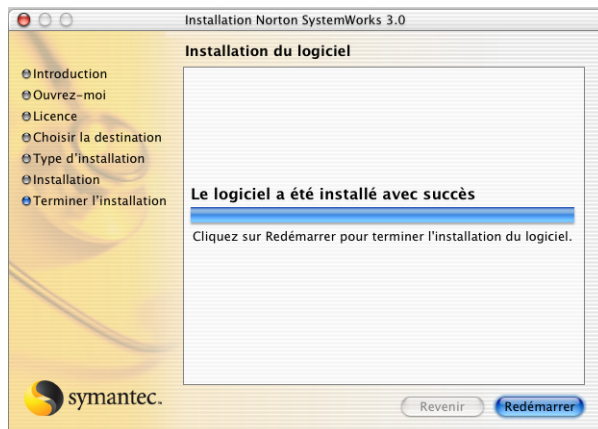 Installation Norton SystemWorks 3.0
Installation du logiciel
Introduction
Ouvrez-moi
Licence
Choisir la destination
Type d'installation
Installation
Terminer l'installation
Le logiciel a été installé avec succès
Cliquez sur Redémarrer pour terminer l'installation du logiciel.
symantec.
Revenir
Redémarrer